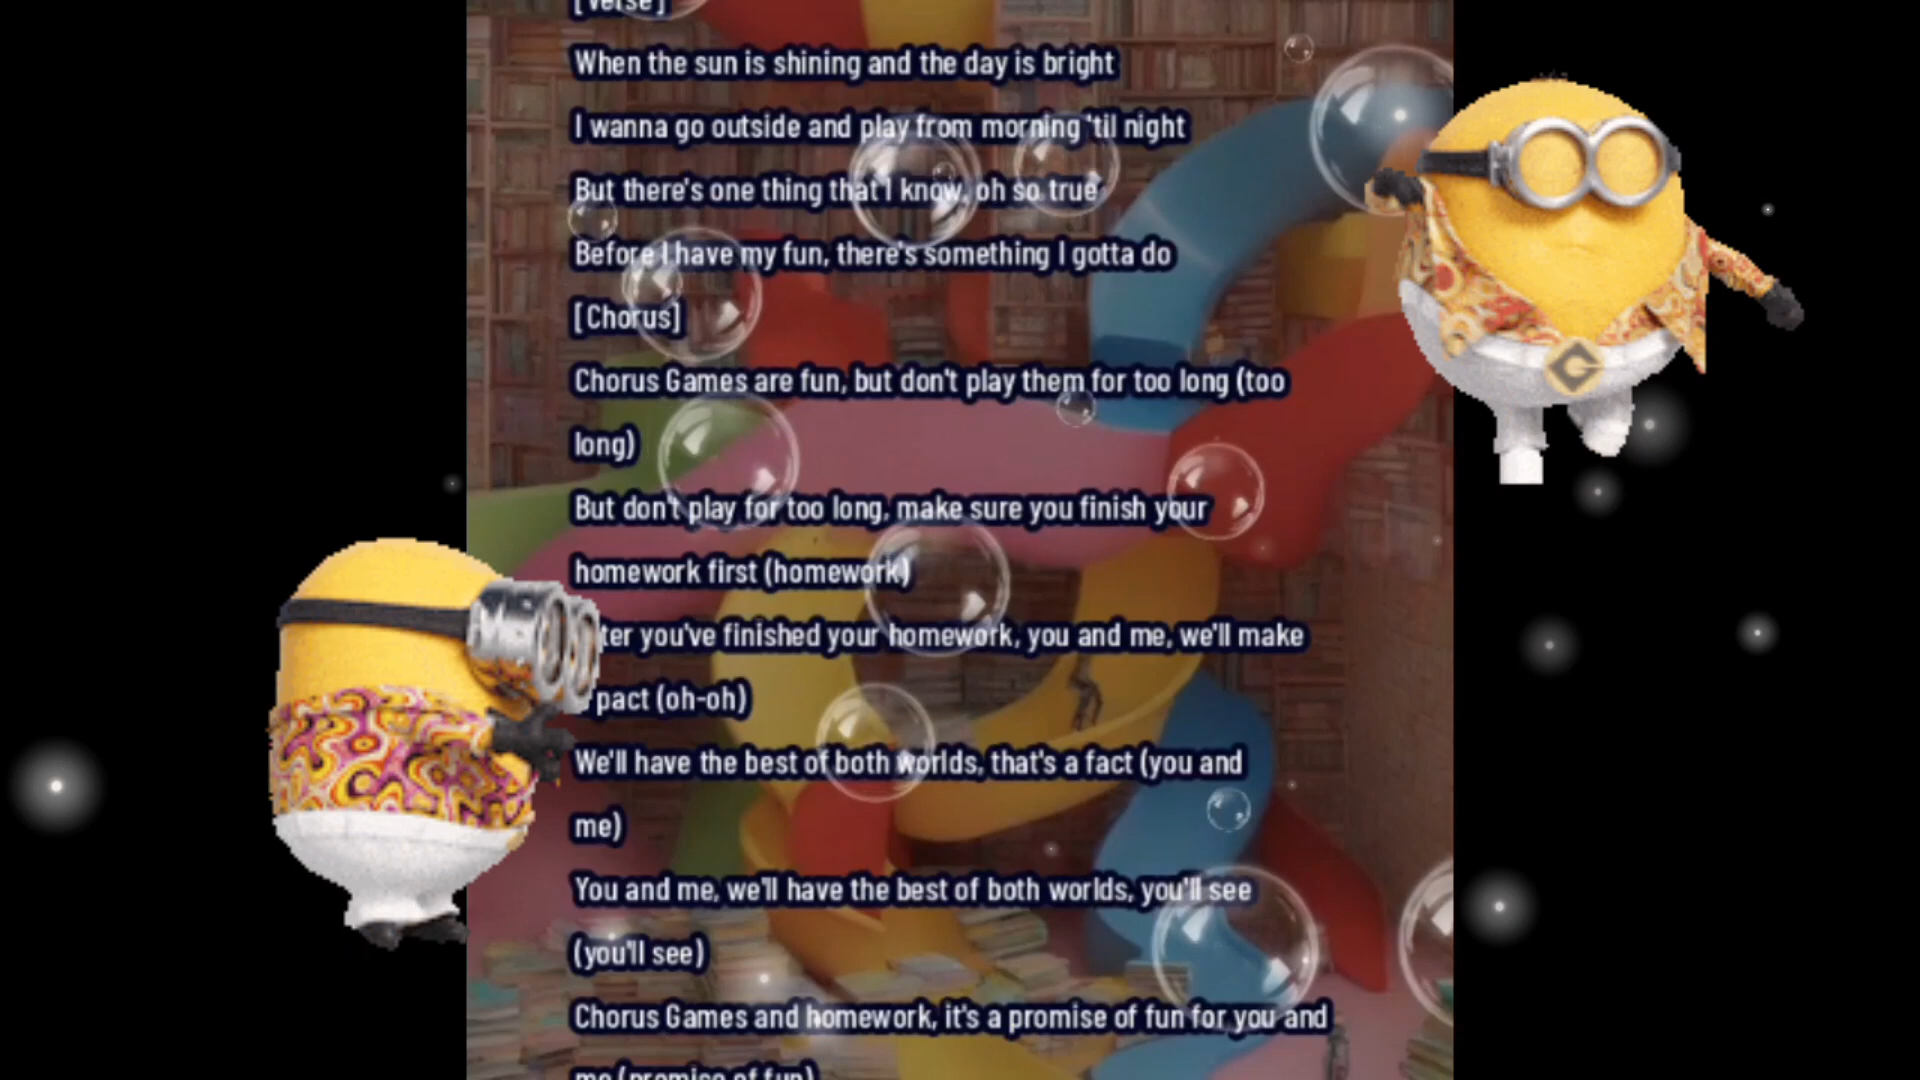 [Verse]
When the sun is shining and the day is bright
I wanna go outside and play from morning 'til night
But there's one thing that I know, oh so true
Before I have my fun, there's something I gotta do
[Chorus]
Chorus Games are fun, but don't play them for too long (too
long)
But don't play for too long, make sure you finish your
homework first (homework)
ter you've finished your homework, you and me, we'll make
pact (oh-oh)
We'll have the best of both worlds, that's a fact (you and
me)
You and me, we'll have the best of both worlds, you'll see
(you'll see)
Chorus Games and homework, it's a promise of fun for you and
me (promise of fun)